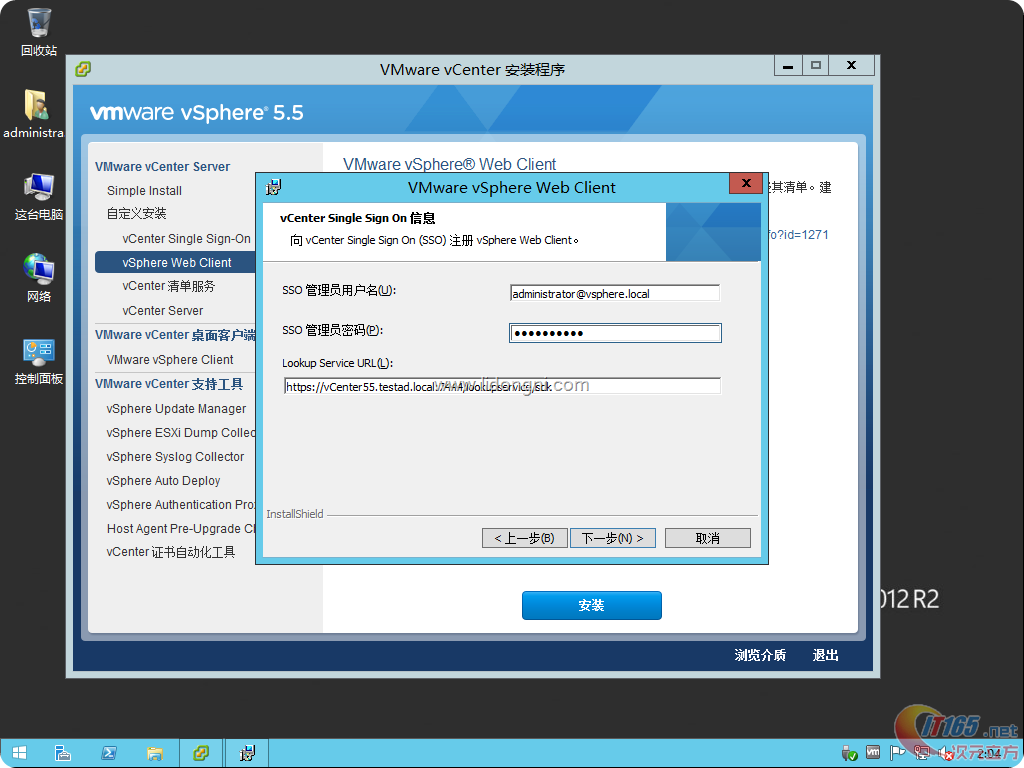 回收站
administra
这台电脑
网络
控制面板
VMware vCenter 安装程序
vmware vSphere® 5.5
VMware vCenter Server
Simple Install
自定义安装
vCenter Single Sign-On
vSphere Web Client
vCenter 清单服务
vCenter Server
VMware vCenter 桌面客户端
VMware vSphere Client
VMware vCenter 支持工具
vSphere Update Manager
vSphere ESXi Dump Collec
vSphere Syslog Collector
vSphere Auto Deploy
vSphere Authentication Pro
Host Agent Pre-Upgrade C
vCenter 证书自动化工具
VMware vSphere® Web Client
其清单。建
fo?id=1271
VMware vSphere Web Client
vCenter Single Sign On 信息
向 vCenter Single Sign On (SSO) 注册 vSphere Web Client。
SSO 管理员用户名(U):
administrator@vsphere.local
SSO 管理员密码(P):
●●●●●●●●●●
Lookup Service URL(L):
https://vCenter55.testad.local:7444/lookupservice/sdk
InstallShield
< 上一步(B)
下一步(N) >
取消
安装
浏览介质
退出
012 R2
IT165.net
次元立方
vm
2:04